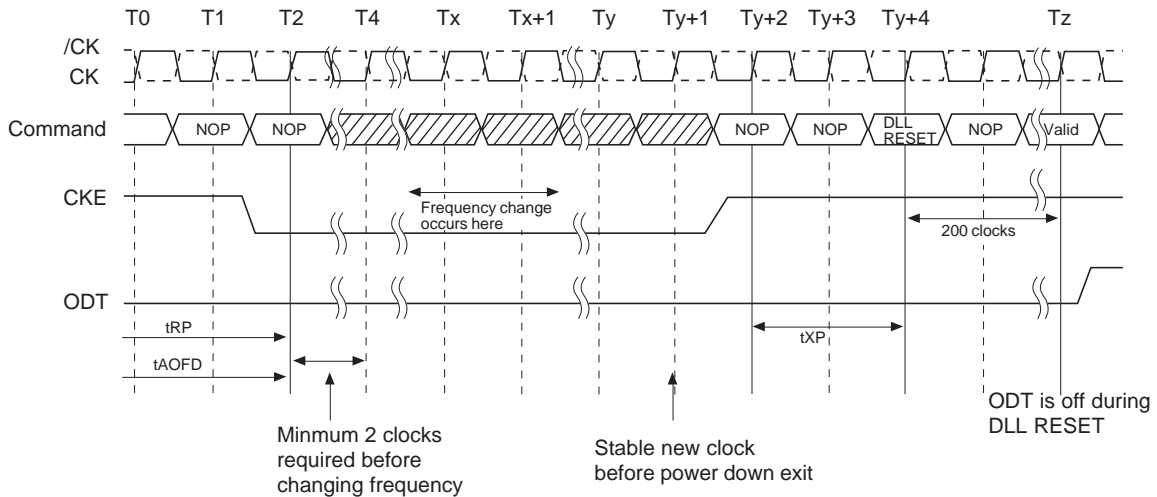 T0 T1 T2 T4 Tx Tx+1 Ty Ty+1 Ty+2 Ty+3 Ty+4 Tz
/CK
CK
Command
NOP NOP NOP NOP DLL RESET NOP Valid
CKE
Frequency change
occurs here
200 clocks
ODT
tRP
tXP
tAOFD
Minmum 2 clocks
required before
changing frequency
Stable new clock
before power down exit
ODT is off during
DLL RESET